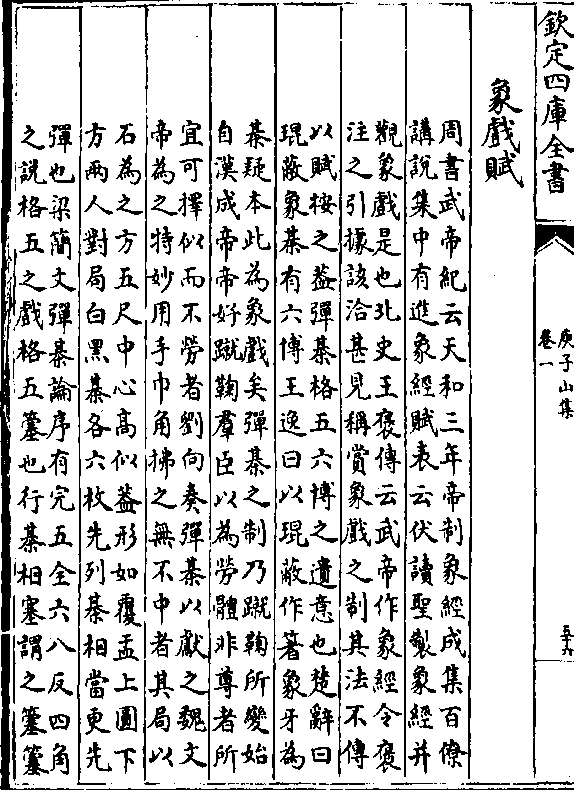 欽定四庫全書
庾子山集
卷一
五十九
象戲賦
周書武帝紀云天和三年帝制象經成集百僚
講說集中有進象經賦表云伏讀聖製象經并
觀象戲是也北史王褒傳云武帝作象經令褒
注之引據該洽甚見稱賞象戲之制其法不傳
以賦按之葢彈棊格五六博之遺意也楚辭曰
琨蔽象棊有六博王逸曰以琨蔽作箸象牙為
棊疑本此為象戲矣彈棊之制乃蹴鞠所變始
自漢成帝帝好蹴鞠羣臣以為勞體非尊者所
宜可擇似而不勞者劉向奏彈棊以獻之魏文
帝為之特妙用手巾角拂之無不中者其局以
石為之方五尺中心高似葢形如覆盂上圓下
方兩人對局白黑棊各六枚先列棊相當更先
彈也梁簡文彈棊論序有完五全六八反四角
之說格五之戲格五簺也行棊相塞謂之簺簺